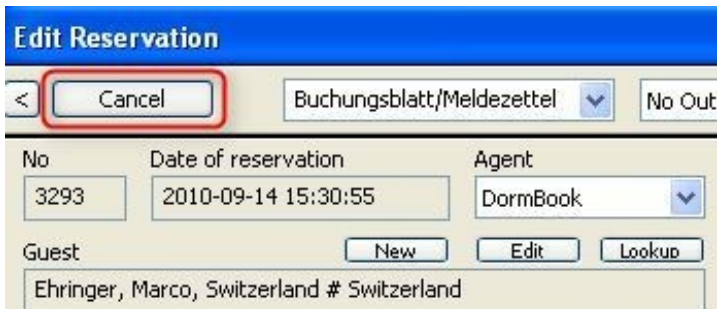 Edit Reservation
< Cancel Buchungsblatt/Meldezettel No Out
No Date of reservation Agent
3293 2010-09-14 15:30:55 DormBook
Guest New Edit Lookup
Ehringer, Marco, Switzerland # Switzerland